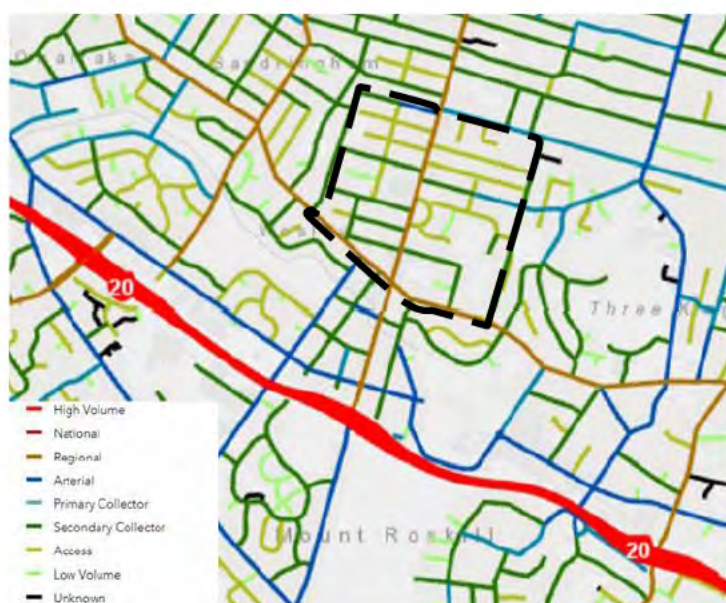 Sandringham
20
Three K
20
Mount Roskill
High Volume
National
Regional
Arterial
Primary Collector
Secondary Collector
Access
Low Volume
Unknown